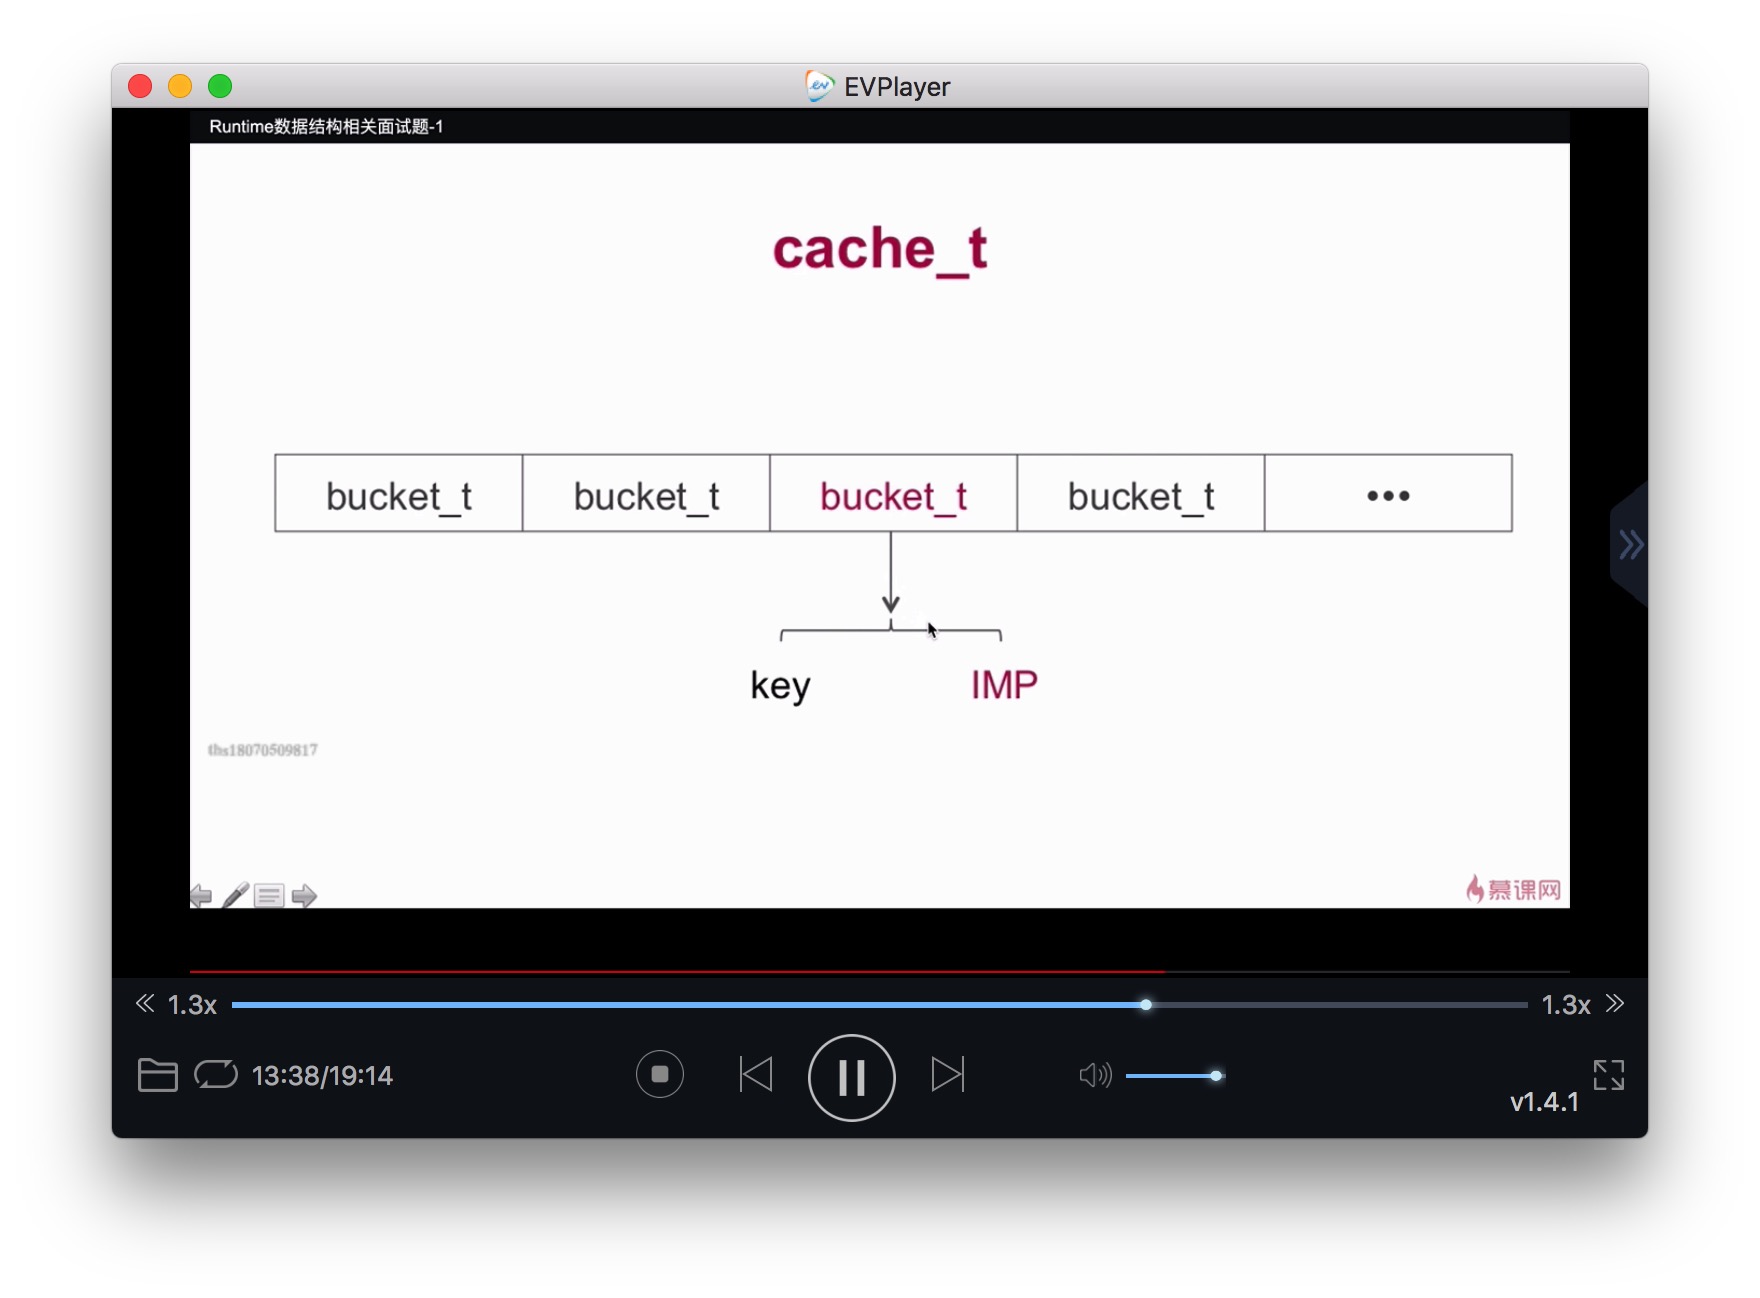 EVPlayer
Runtime数据结构相关面试题-1
cache_t
bucket_t bucket_t bucket_t bucket_t •••
key IMP
ths18070509817
慕课网
1.3x 1.3x
13:38/19:14
v1.4.1